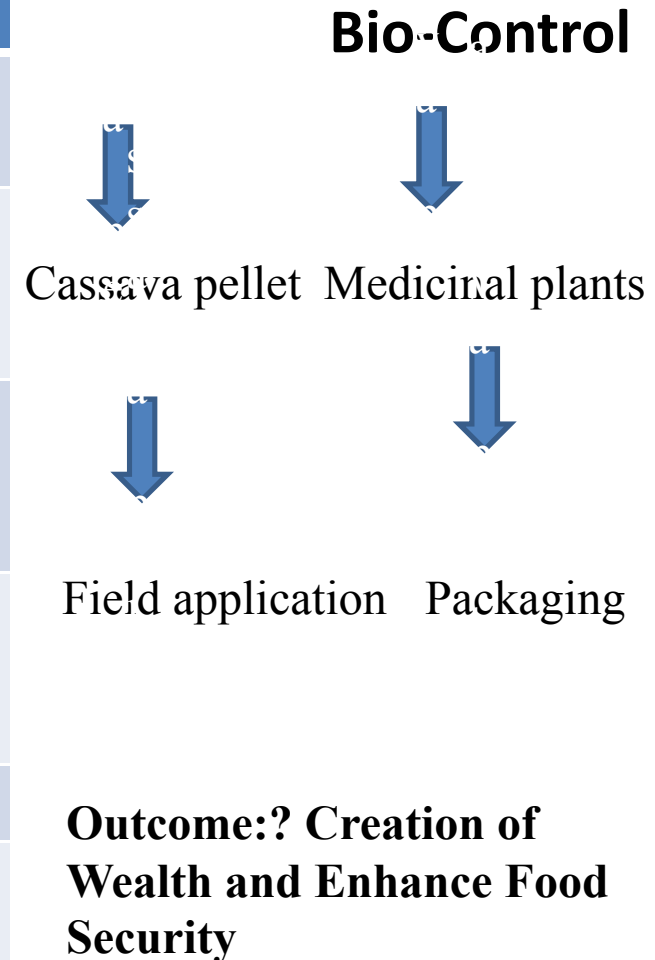 Bio-Control
Cassava pellet Medicinal plants
Field application Packaging
Outcome:? Creation of
Wealth and Enhance Food
Security